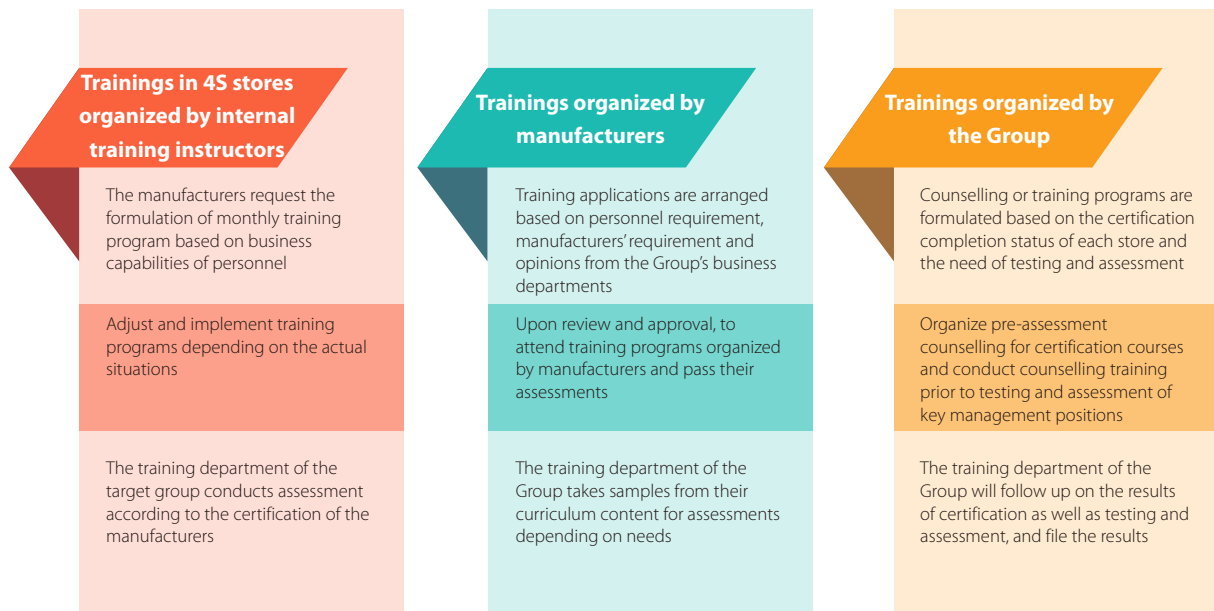 Trainings in 4S stores
organized by internal
training instructors
The manufacturers request the
formulation of monthly training
program based on business
capabilities of personnel
Adjust and implement training
programs depending on the actual
situations
The training department of the
target group conducts assessment
according to the certification of the
manufacturers
Trainings organized by
manufacturers
Training applications are arranged
based on personnel requirement,
manufacturers’ requirement and
opinions from the Group’s business
departments
Upon review and approval, to
attend training programs organized
by manufacturers and pass their
assessments
The training department of the
Group takes samples from their
curriculum content for assessments
depending on needs
Trainings organized by
the Group
Counselling or training programs are
formulated based on the certification
completion status of each store and
the need of testing and assessment
Organize pre-assessment
counselling for certification courses
and conduct counselling training
prior to testing and assessment of
key management positions
The training department of the
Group will follow up on the results
of certification as well as testing and
assessment, and file the results